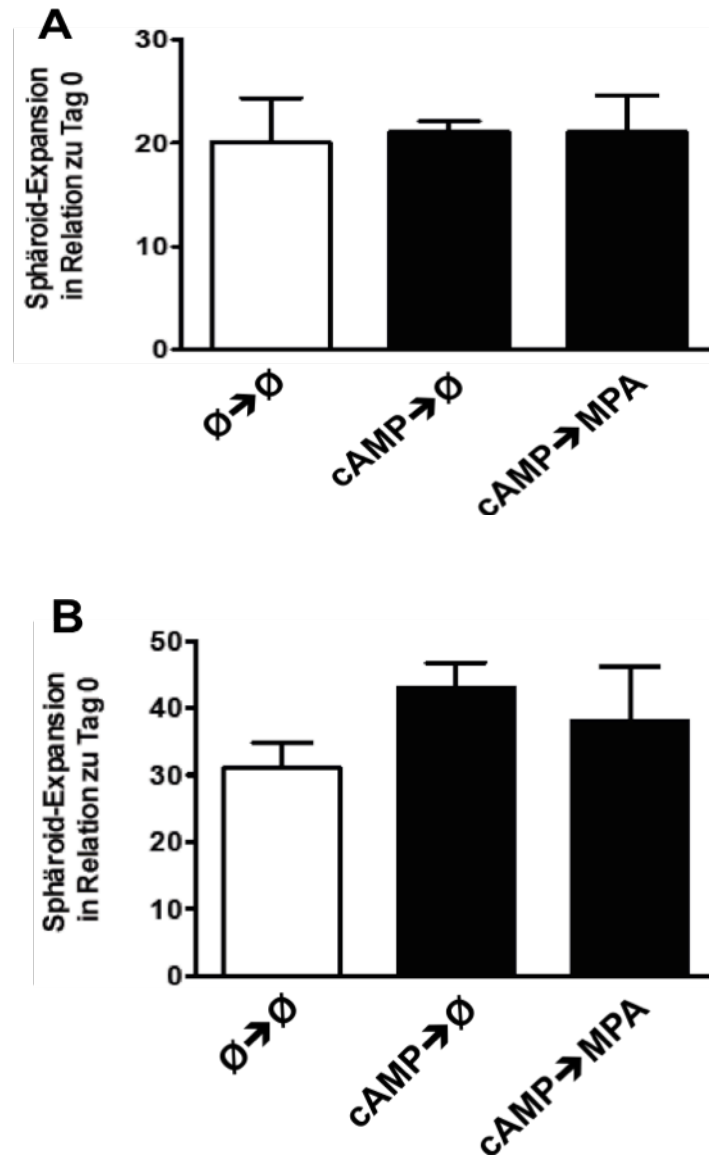 A
Sphäroid-Expansion
in Relation zu Tag 0
30
20
10
0
Ø➔Ø
cAMP➔Ø
cAMP➔MPA
B
Sphäroid-Expansion
in Relation zu Tag 0
50
40
30
20
10
0
Ø➔Ø
cAMP➔Ø
cAMP➔MPA